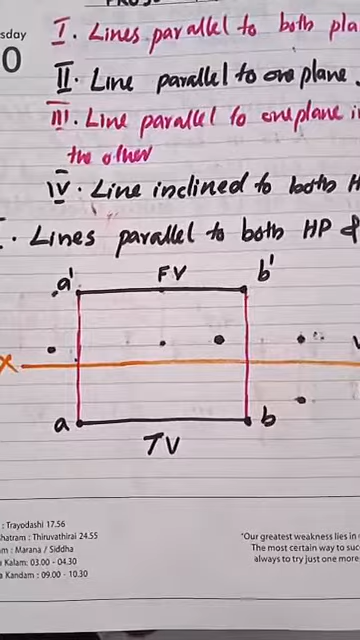 sday
0
I. Lines parallel to both
II. Line parallel to one plane.
III. Line parallel to one plane
the other
IV. Line inclined to both
. Lines parallel to both HP &
a' FV b'
X
a b
TV
: Trayodashi 17.56
hatram : Thiruvathirai 24.55
am : Marana / Siddha
Kalam: 03.00 - 04.30
a Kandam : 09.00 - 10.30
"Our greatest weakness lies in
The most certain way to suc
always to try just one more